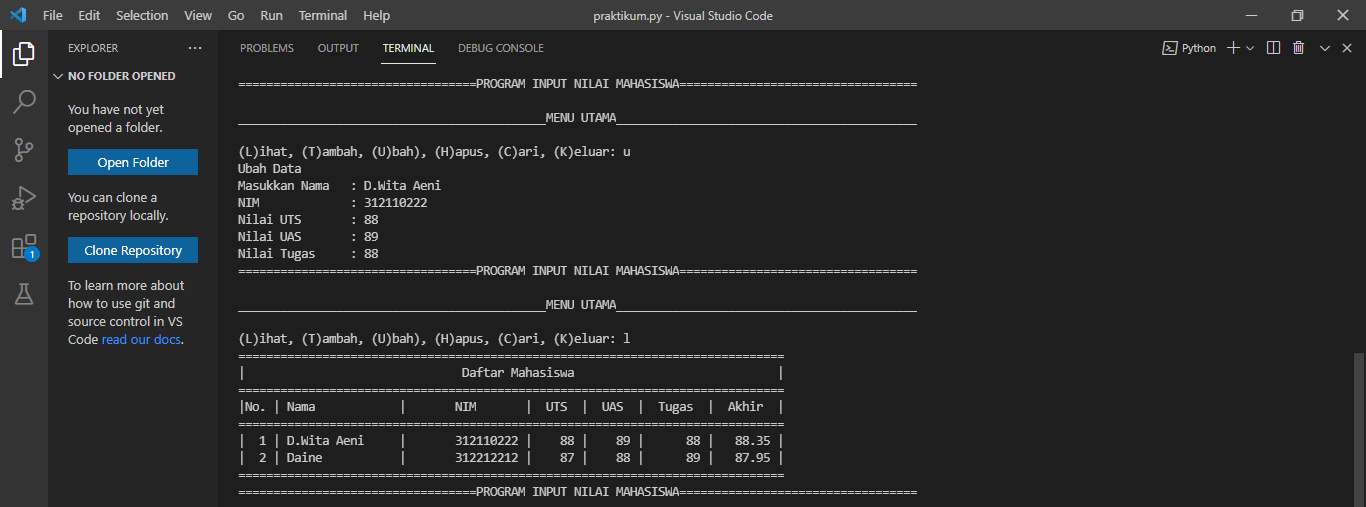 File Edit Selection View Go Run Terminal Help praktikum.py - Visual Studio Code
EXPLORER ···
NO FOLDER OPENED
You have not yet
opened a folder.
Open Folder
You can clone a
repository locally.
Clone Repository
To learn more about
how to use git and
source control in VS
Code read our docs.
1
PROBLEMS OUTPUT TERMINAL DEBUG CONSOLE Python
==================================PROGRAM INPUT NILAI MAHASISWA==================================
____________________________________________MENU UTAMA___________________________________________
(L)ihat, (T)ambah, (U)bah), (H)apus, (C)ari, (K)eluar: u
Ubah Data
Masukkan Nama   : D.Wita Aeni
NIM             : 312110222
Nilai UTS       : 88
Nilai UAS       : 89
Nilai Tugas     : 88
==================================PROGRAM INPUT NILAI MAHASISWA==================================
____________________________________________MENU UTAMA___________________________________________
(L)ihat, (T)ambah, (U)bah), (H)apus, (C)ari, (K)eluar: l
==============================================================================
|                               Daftar Mahasiswa                             |
==============================================================================
|No. | Nama            |       NIM       |  UTS  |  UAS  |  Tugas  |  Akhir  |
==============================================================================
|  1 | D.Wita Aeni     |       312110222 |    88 |    89 |      88 |   88.35 |
|  2 | Daine           |       312212212 |    87 |    88 |      89 |   87.95 |
==============================================================================
==================================PROGRAM INPUT NILAI MAHASISWA==================================